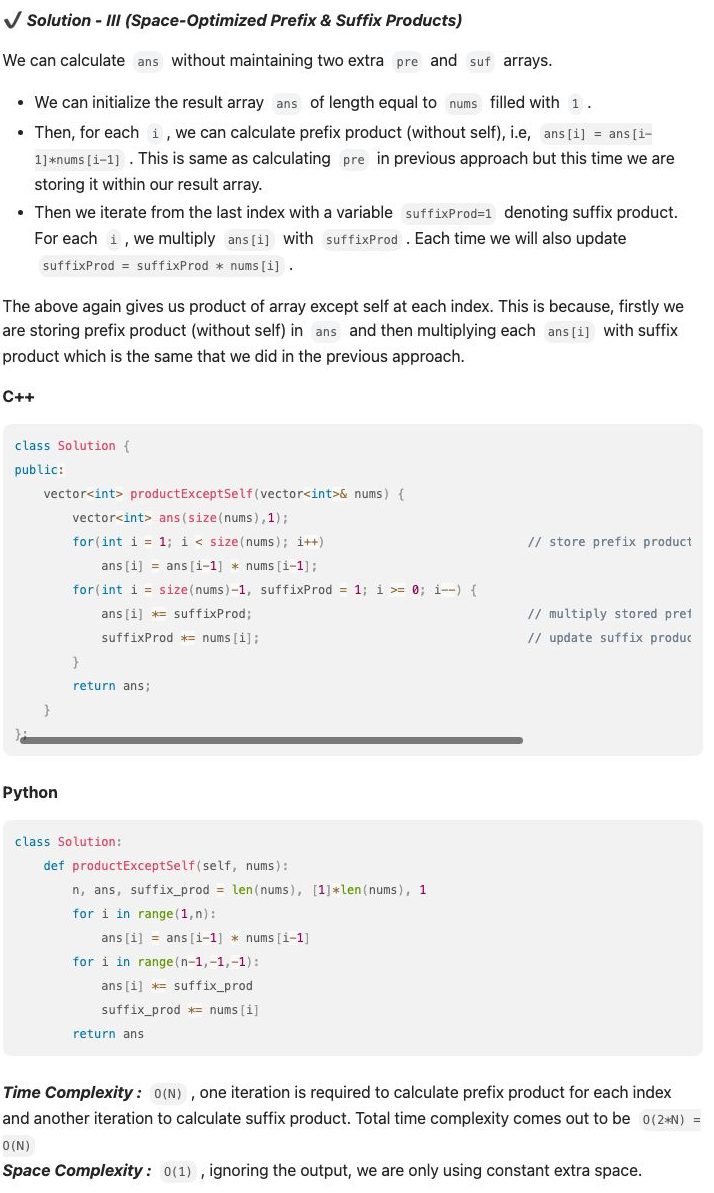 ✔️ Solution - III (Space-Optimized Prefix & Suffix Products)
We can calculate ans without maintaining two extra pre and suf arrays.
• We can initialize the result array ans of length equal to nums filled with 1 .
• Then, for each i , we can calculate prefix product (without self), i.e, ans[i] = ans[i-
1]*nums[i-1] . This is same as calculating pre in previous approach but this time we are
storing it within our result array.
• Then we iterate from the last index with a variable suffixProd=1 denoting suffix product.
For each i , we multiply ans[i] with suffixProd . Each time we will also update
suffixProd = suffixProd * nums[i] .
The above again gives us product of array except self at each index. This is because, firstly we
are storing prefix product (without self) in ans and then multiplying each ans[i] with suffix
product which is the same that we did in the previous approach.
C++
class Solution {
public:
    vector<int> productExceptSelf(vector<int>& nums) {
        vector<int> ans(size(nums),1);
        for(int i = 1; i < size(nums); i++) // store prefix product
            ans[i] = ans[i-1] * nums[i-1];
        for(int i = size(nums)-1, suffixProd = 1; i >= 0; i--) {
            ans[i] *= suffixProd; // multiply stored pref
            suffixProd *= nums[i]; // update suffix produc
        }
        return ans;
    }
};
Python
class Solution:
    def productExceptSelf(self, nums):
        n, ans, suffix_prod = len(nums), [1]*len(nums), 1
        for i in range(1,n):
            ans[i] = ans[i-1] * nums[i-1]
        for i in range(n-1,-1,-1):
            ans[i] *= suffix_prod
            suffix_prod *= nums[i]
        return ans
Time Complexity : O(N) , one iteration is required to calculate prefix product for each index
and another iteration to calculate suffix product. Total time complexity comes out to be O(2*N) =
O(N)
Space Complexity : O(1) , ignoring the output, we are only using constant extra space.